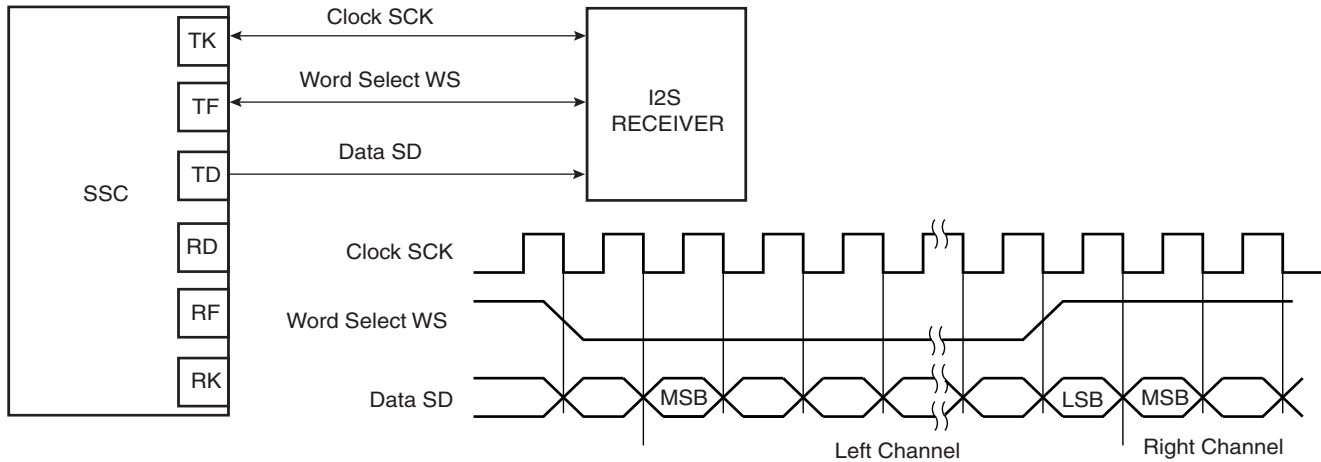 Clock SCK
TK
Word Select WS
TF
I2S
RECEIVER
Data SD
TD
SSC
RD
RF
RK
Clock SCK
Word Select WS
Data SD
MSB
LSB
MSB
Left Channel
Right Channel